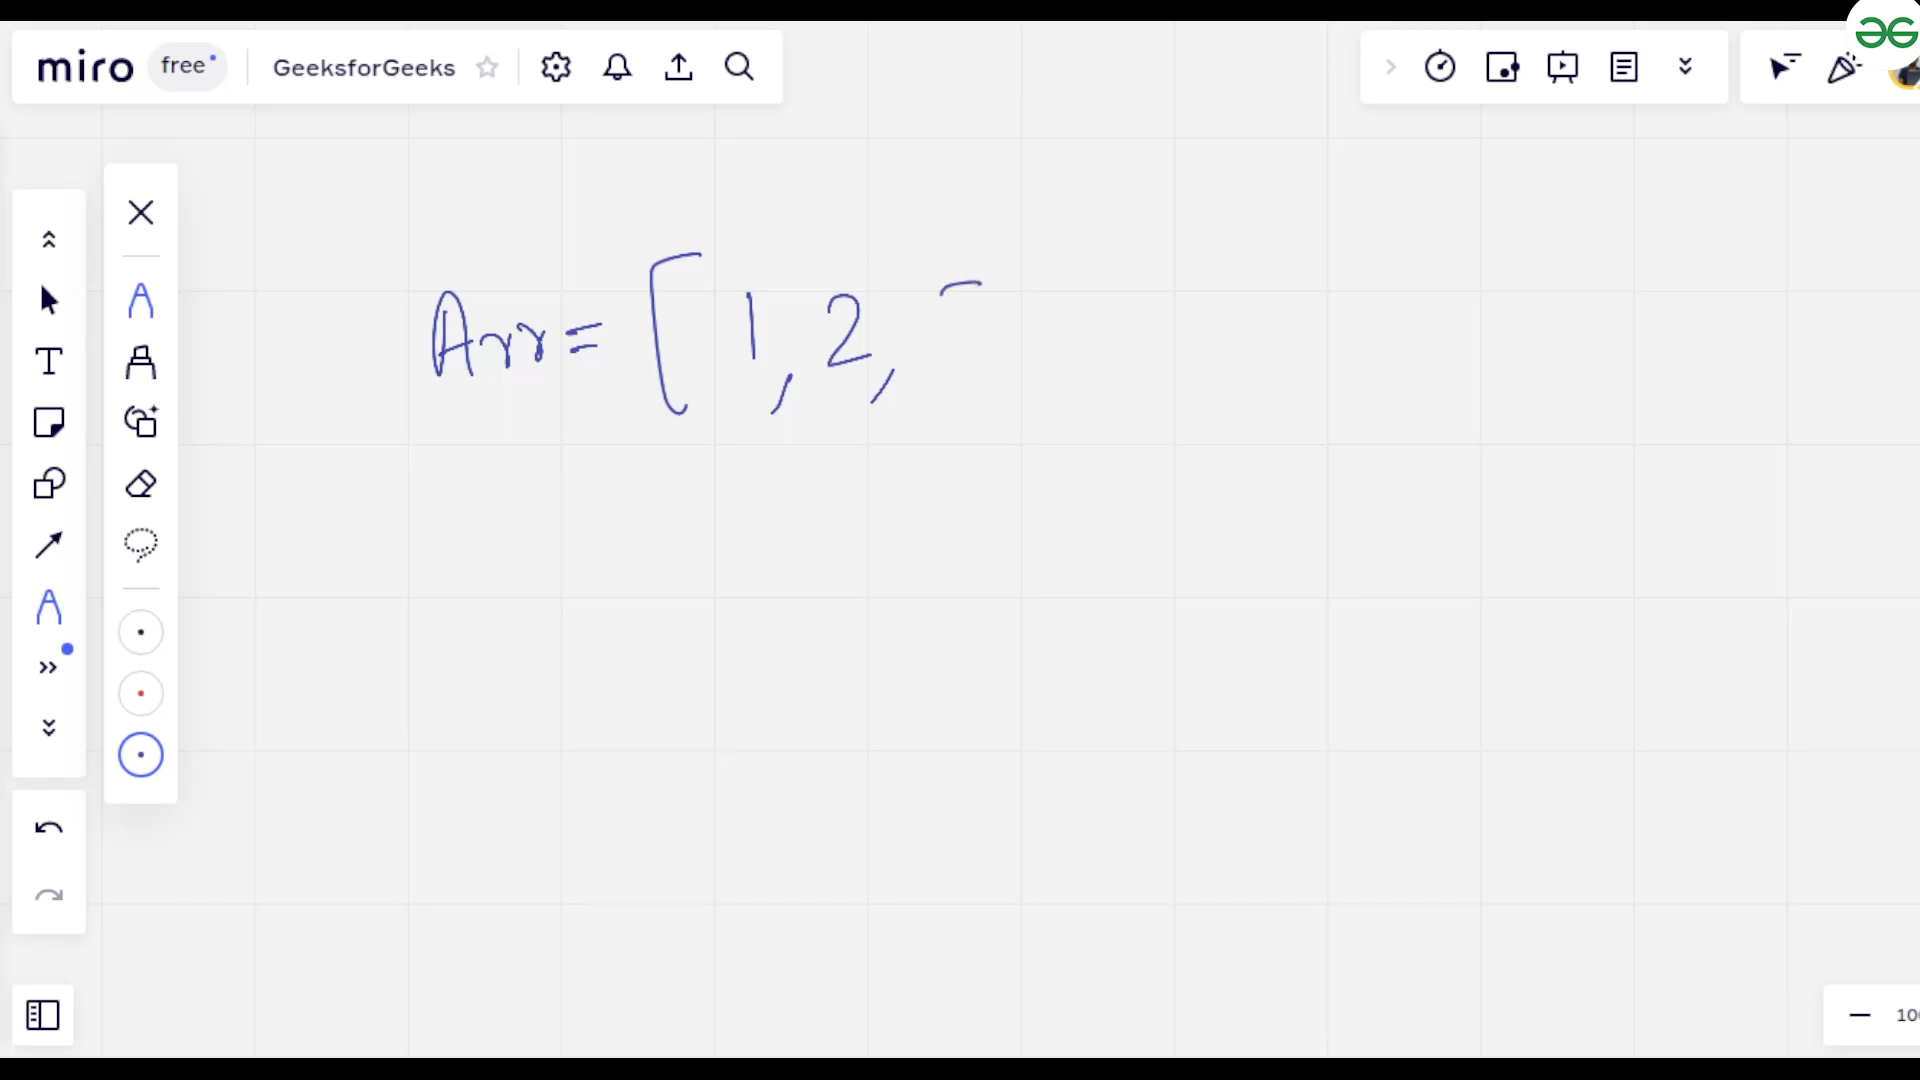 miro free GeeksforGeeks
Arr = [ 1, 2,